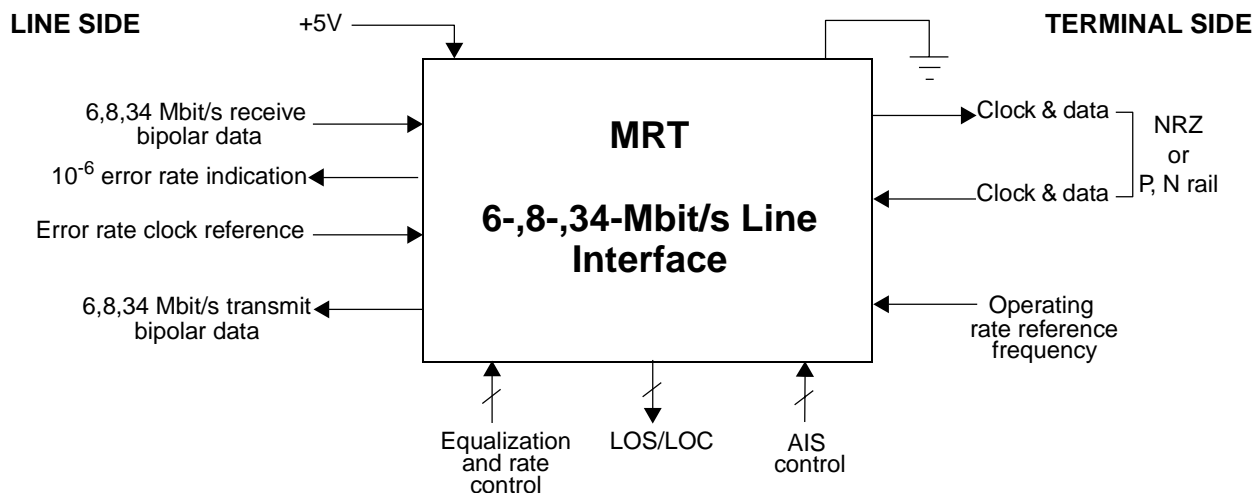 LINE SIDE
+5V
TERMINAL SIDE
6,8,34 Mbit/s receive
bipolar data
10-6 error rate indication
Error rate clock reference
6,8,34 Mbit/s transmit
bipolar data
MRT
6-,8-,34-Mbit/s Line
Interface
Clock & data
Clock & data
NRZ
or
P, N rail
Operating
rate reference
frequency
Equalization
and rate
control
LOS/LOC
AIS
control